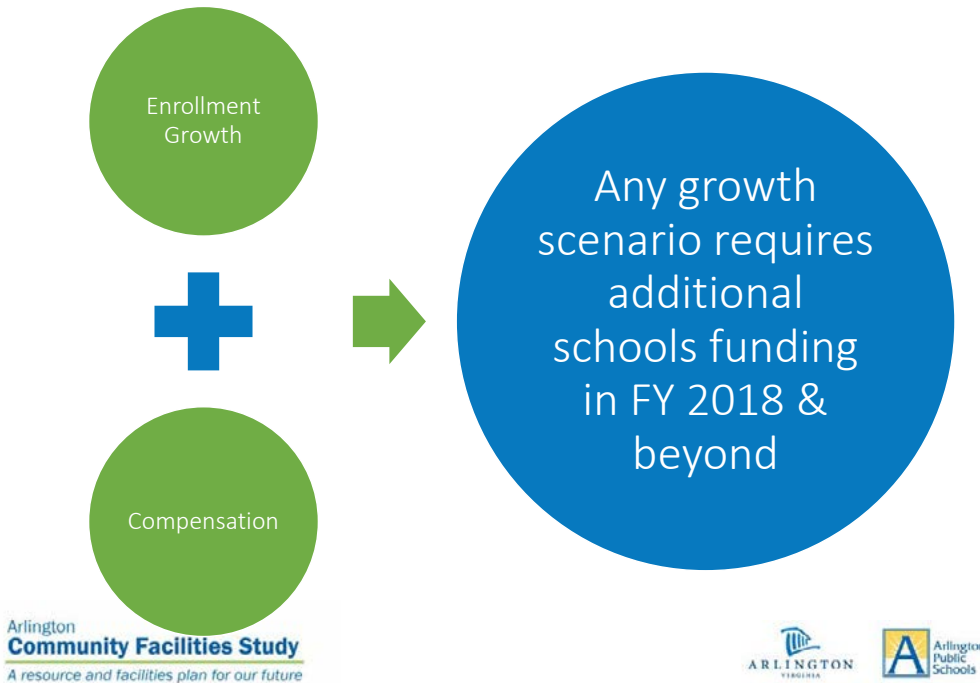 Enrollment
Growth
Compensation
Any growth
scenario requires
additional
schools funding
in FY 2018 &
beyond
Arlington
Community Facilities Study
A resource and facilities plan for our future
ARLINGTON
VIRGINIA
A
Arlington
Public
Schools